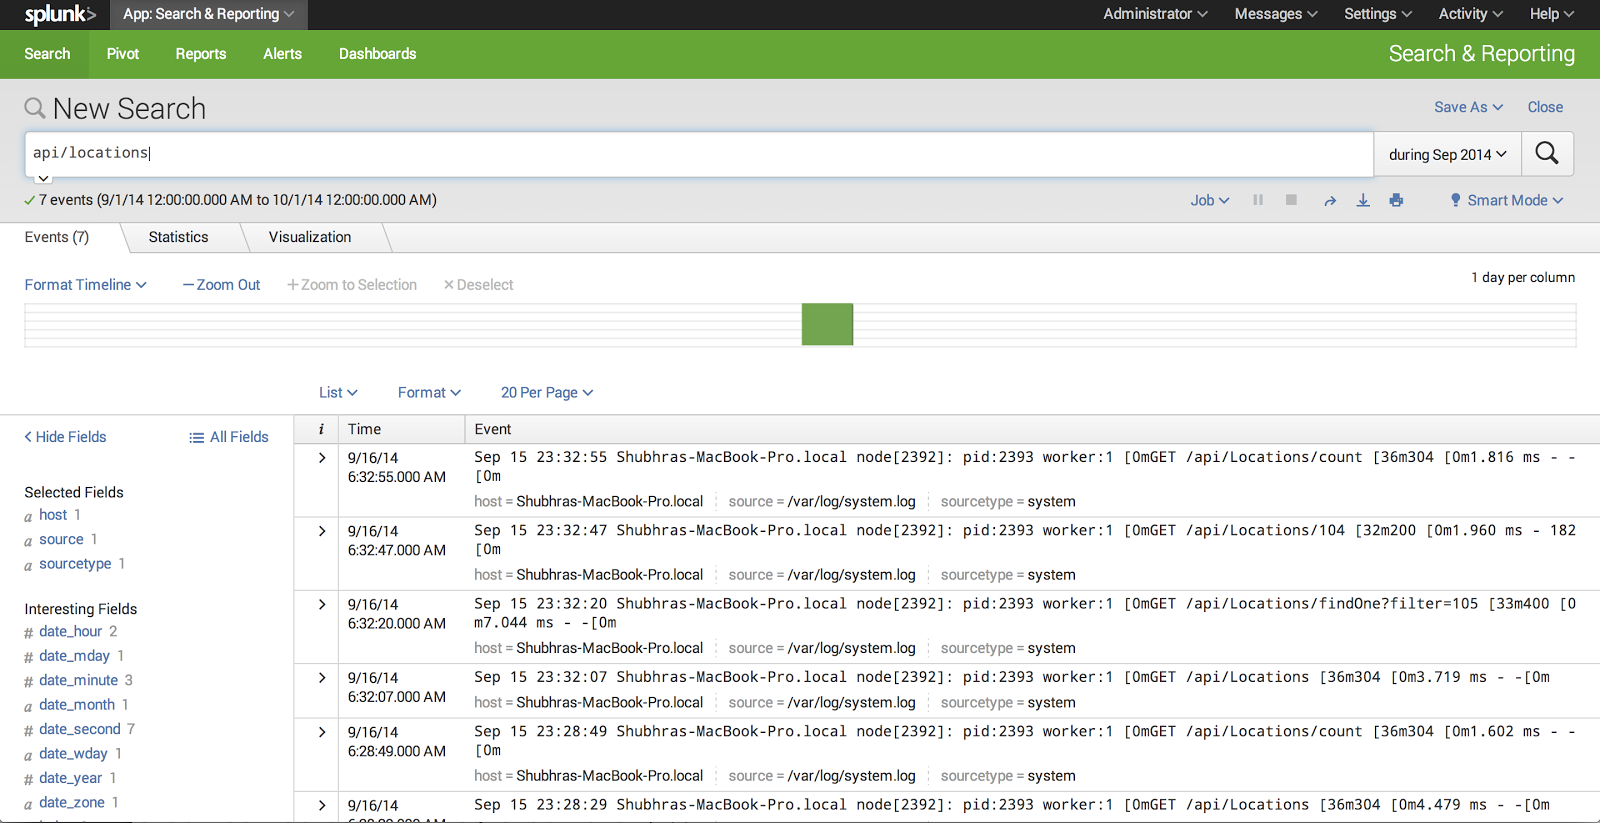 splunk> App: Search & Reporting Administrator Messages Settings Activity Help
Search Pivot Reports Alerts Dashboards Search & Reporting
New Search Save As Close
api/locations during Sep 2014
7 events (9/1/14 12:00:00.000 AM to 10/1/14 12:00:00.000 AM) Job Smart Mode
Events (7) Statistics Visualization
Format Timeline — Zoom Out + Zoom to Selection × Deselect 1 day per column
List Format 20 Per Page
< Hide Fields All Fields
Selected Fields
a host 1
a source 1
a sourcetype 1
Interesting Fields
# date_hour 2
# date_mday 1
# date_minute 3
a date_month 1
# date_second 7
a date_wday 1
# date_year 1
a date_zone 1
i Time Event
> 9/16/14 Sep 15 23:32:55 Shubhras-MacBook-Pro.local node[2392]: pid:2393 worker:1 [0mGET /api/Locations/count [36m304 [0m1.816 ms - -
6:32:55.000 AM [0m
host = Shubhras-MacBook-Pro.local source = /var/log/system.log sourcetype = system
> 9/16/14 Sep 15 23:32:47 Shubhras-MacBook-Pro.local node[2392]: pid:2393 worker:1 [0mGET /api/Locations/104 [32m200 [0m1.960 ms - 182
6:32:47.000 AM [0m
host = Shubhras-MacBook-Pro.local source = /var/log/system.log sourcetype = system
> 9/16/14 Sep 15 23:32:20 Shubhras-MacBook-Pro.local node[2392]: pid:2393 worker:1 [0mGET /api/Locations/findOne?filter=105 [33m400 [0
6:32:20.000 AM m7.044 ms - -[0m
host = Shubhras-MacBook-Pro.local source = /var/log/system.log sourcetype = system
> 9/16/14 Sep 15 23:32:07 Shubhras-MacBook-Pro.local node[2392]: pid:2393 worker:1 [0mGET /api/Locations [36m304 [0m3.719 ms - -[0m
6:32:07.000 AM host = Shubhras-MacBook-Pro.local source = /var/log/system.log sourcetype = system
> 9/16/14 Sep 15 23:28:49 Shubhras-MacBook-Pro.local node[2392]: pid:2393 worker:1 [0mGET /api/Locations/count [36m304 [0m1.602 ms - -
6:28:49.000 AM [0m
host = Shubhras-MacBook-Pro.local source = /var/log/system.log sourcetype = system
> 9/16/14 Sep 15 23:28:29 Shubhras-MacBook-Pro.local node[2392]: pid:2393 worker:1 [0mGET /api/Locations [36m304 [0m4.479 ms - -[0m